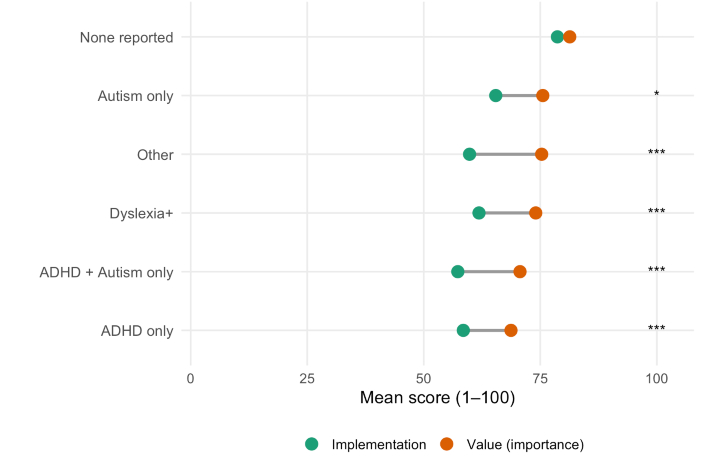 None reported
Autism only *
Other ***
Dyslexia+ ***
ADHD + Autism only ***
ADHD only ***
0 25 50 75 100
Mean score (1–100)
Implementation Value (importance)